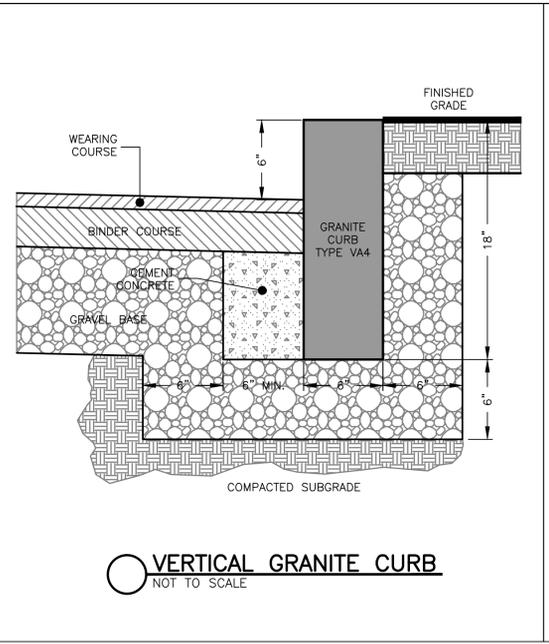 FINISHED
GRADE
WEARING
COURSE
6"
BINDER COURSE
GRANITE
CURB
TYPE VA4
18"
CEMENT
CONCRETE
GRAVEL BASE
6"
6" MIN.
6"
6"
6"
COMPACTED SUBGRADE
VERTICAL GRANITE CURB
NOT TO SCALE